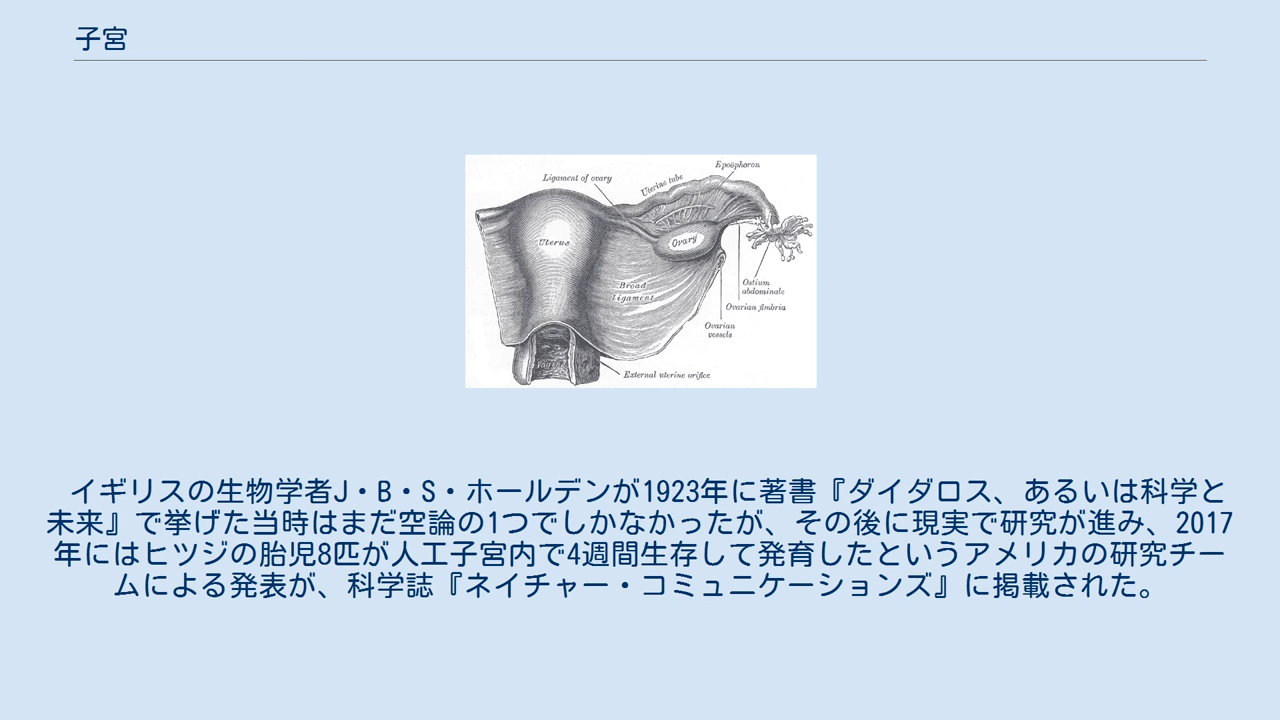 子宮
Epoöphoron
Ligament of ovary
Uterine tube
Uterus
Ovary
Broad
ligament
Ostium
abdominale
Ovarian fimbria
Ovarian
vessels
Vagina
External uterine orifice
イギリスの生物学者J・B・S・ホールデンが1923年に著書『ダイダロス、あるいは科学と
未来』で挙げた当時はまだ空論の1つでしかなかったが、その後に現実で研究が進み、2017
年にはヒツジの胎児8匹が人工子宮内で4週間生存して発育したというアメリカの研究チー
ムによる発表が、科学誌『ネイチャー・コミュニケーションズ』に掲載された。